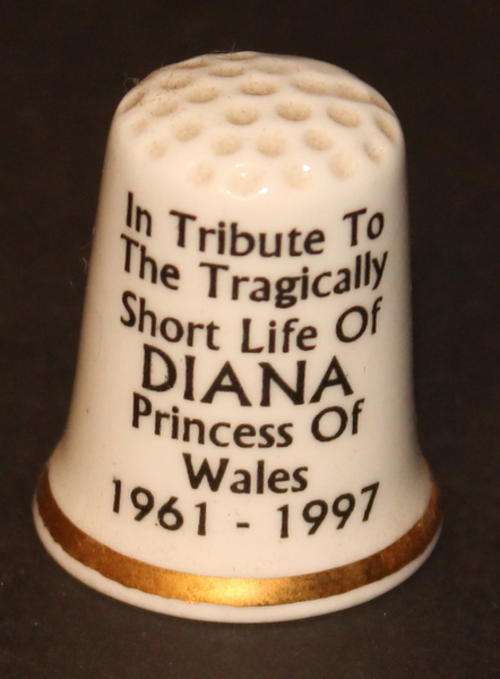 In Tribute To
The Tragically
Short Life Of
DIANA
Princess Of
Wales
1961 - 1997